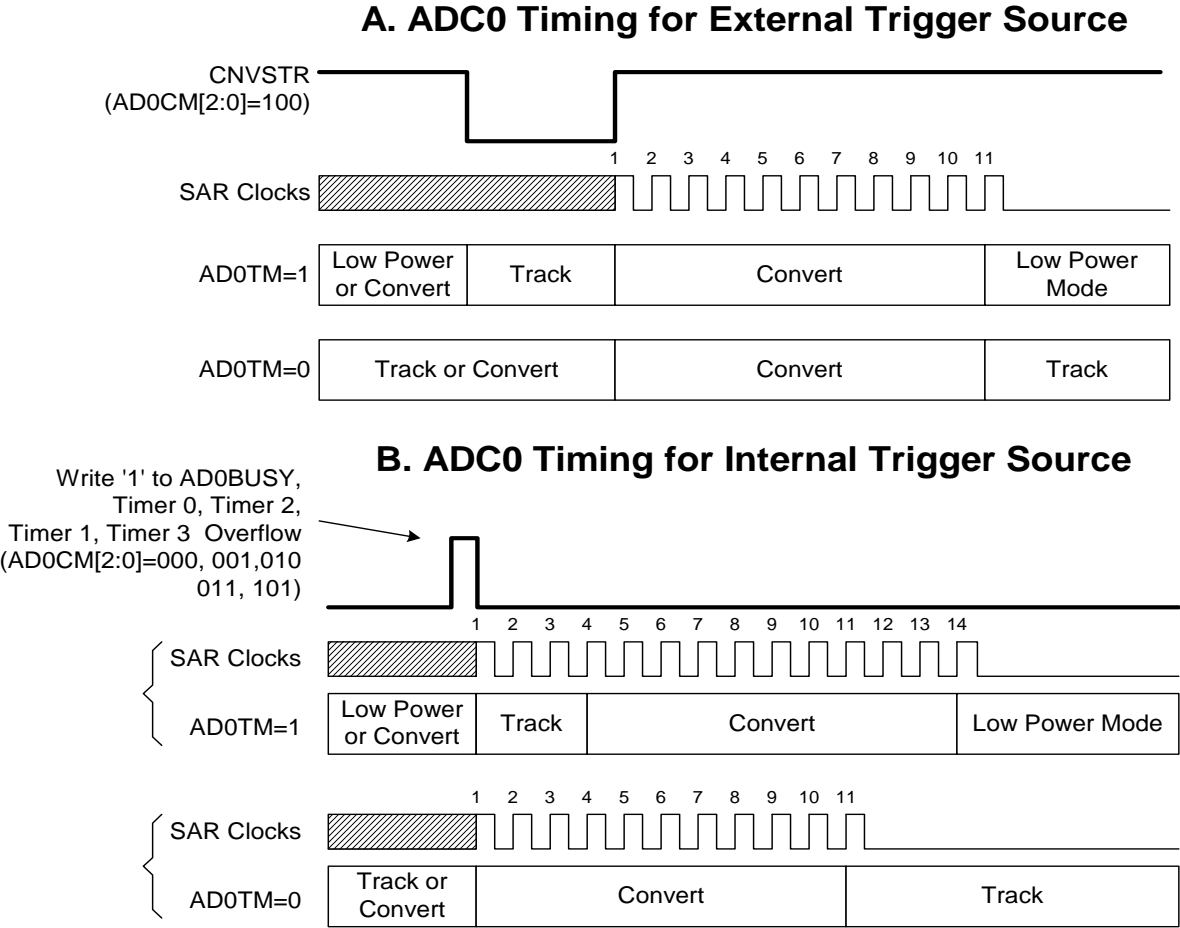 A. ADC0 Timing for External Trigger Source
CNVSTR
(AD0CM[2:0]=100)
1 2 3 4 5 6 7 8 9 10 11
SAR Clocks
AD0TM=1
Low Power
or Convert
Track
Convert
Low Power
Mode
AD0TM=0
Track or Convert
Convert
Track
B. ADC0 Timing for Internal Trigger Source
Write '1' to AD0BUSY,
Timer 0, Timer 2,
Timer 1, Timer 3 Overflow
(AD0CM[2:0]=000, 001,010
011, 101)
1 2 3 4 5 6 7 8 9 10 11 12 13 14
SAR Clocks
AD0TM=1
Low Power
or Convert
Track
Convert
Low Power Mode
1 2 3 4 5 6 7 8 9 10 11
SAR Clocks
AD0TM=0
Track or
Convert
Convert
Track